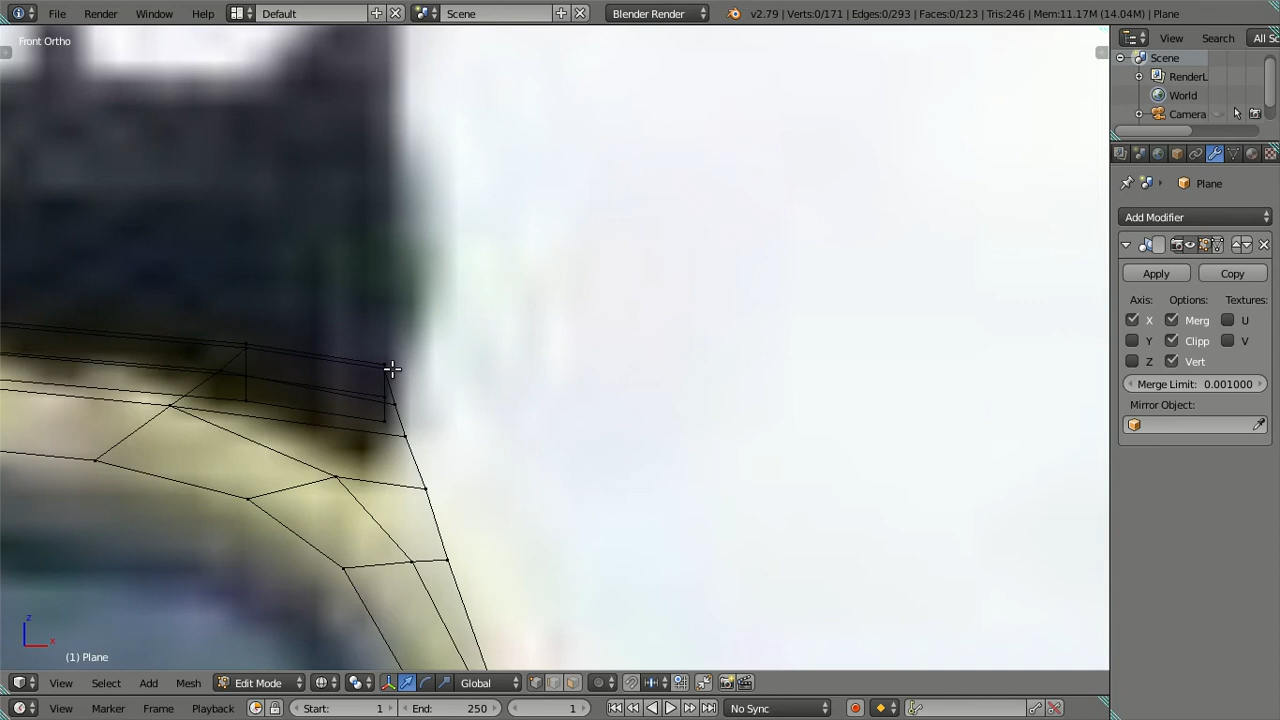 File Render Window Help Default Scene Blender Render v2.79 | Verts:0/171 | Edges:0/293 | Faces:0/123 | Tris:246 | Mem:11.17M (14.04M) | Plane
Front Ortho
View Search All Sc
Scene
RenderL
World
Camera
Plane
Add Modifier
Apply Copy
Axis: Options: Textures:
X Merg U
Y Clipp V
Z Vert
Merge Limit: 0.001000
Mirror Object:
z
x
(1) Plane
View Select Add Mesh Edit Mode Global
View Marker Frame Playback Start: 1 End: 250 1 No Sync